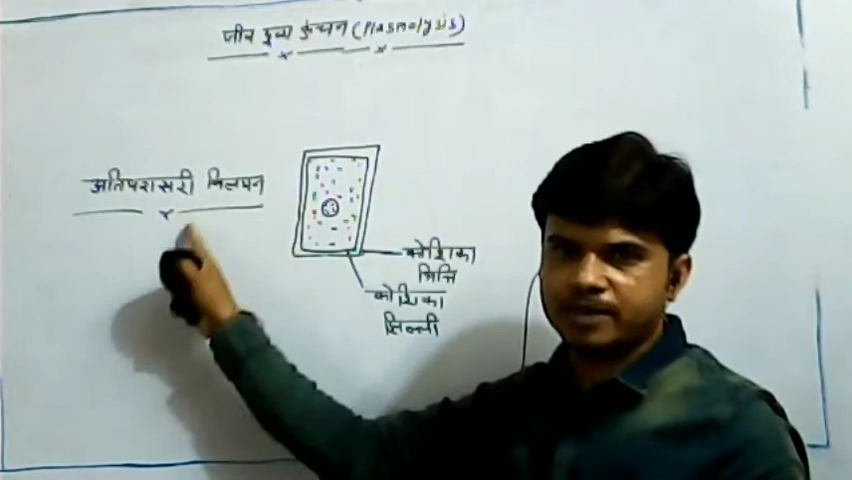 जीव द्रव्य कुंचन (Plasmolysis)
अतिपरासरी विलयन
कोशिका
भित्ति
कोशिका
झिल्ली